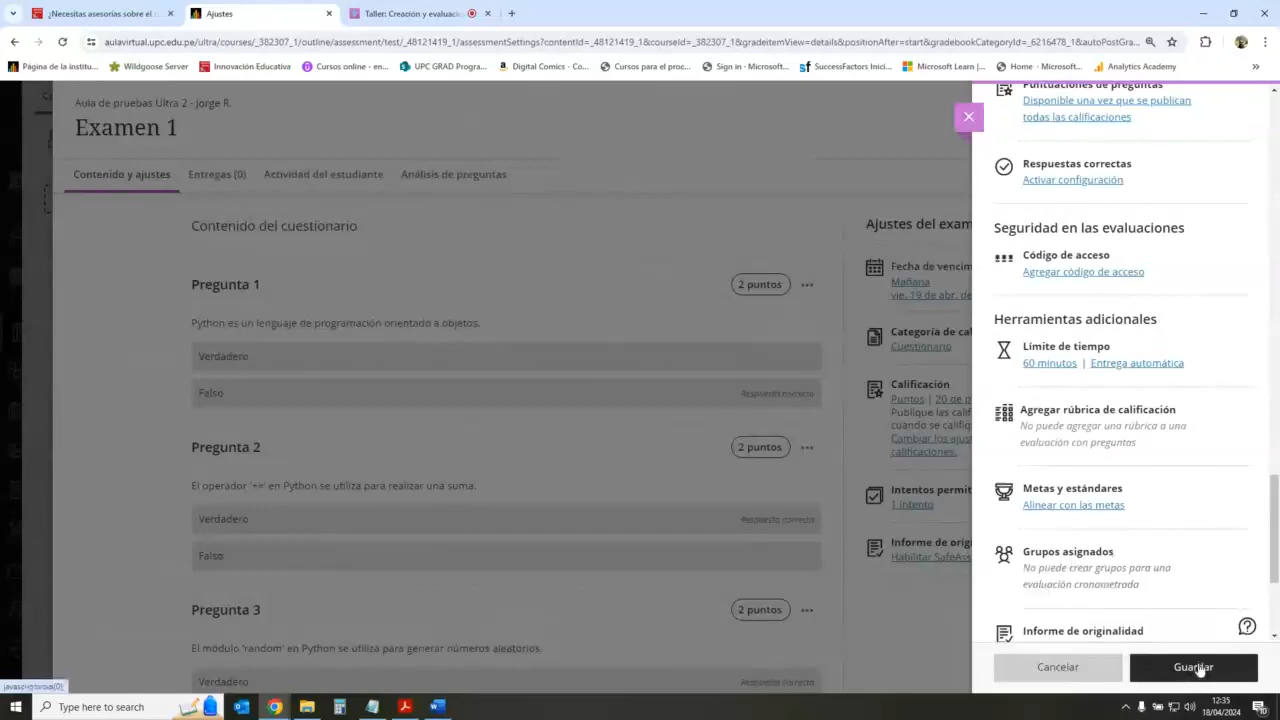 ¿Necesitas asesorías sobre el
Ajustes
Taller: Creación y evaluaci
aulavirtual.upc.edu.pe/ultra/courses/_382307_1/outline/assessment/test/_48121419_1/assessmentSettings?contentId=_48121419_1&courseId=_382307_1&gradeitemView=details&positionAfter=start&gradebookCategoryId=_6216478_1&autoPostGra...
Página de la institu...
Wildgoose Server
Innovación Educativa
Cursos online - en...
UPC GRAD Progra...
Digital Comics - Co...
Cursos para el proc...
Sign in - Microsoft...
SuccessFactors Inici...
Microsoft Learn |...
Home - Microsoft...
Analytics Academy
Aula de pruebas Ultra 2 - Jorge R.
Examen 1
Contenido y ajustes
Entregas (0)
Actividad del estudiante
Análisis de preguntas
Contenido del cuestionario
Pregunta 1
2 puntos
Python es un lenguaje de programación orientado a objetos.
Verdadero
Falso
Respuesta correcta
Pregunta 2
2 puntos
El operador '+=' en Python se utiliza para realizar una suma.
Verdadero
Respuesta correcta
Falso
Pregunta 3
2 puntos
El módulo 'random' en Python se utiliza para generar números aleatorios.
Verdadero
Ajustes del exam
Fecha de vencim
Mañana
vie, 19 de abr. de
Categoría de cal
Cuestionario
Calificación
Puntos | 20 de p
Publique las calif
cuando se califiq
Cambiar los ajus
calificaciones.
Intentos permit
1 intento
Informe de orig
Habilitar SafeAss
Puntuaciones de preguntas
Disponible una vez que se publican
todas las calificaciones
Respuestas correctas
Activar configuración
Seguridad en las evaluaciones
Código de acceso
Agregar código de acceso
Herramientas adicionales
Límite de tiempo
60 minutos | Entrega automática
Agregar rúbrica de calificación
No puede agregar una rúbrica a una
evaluación con preguntas
Metas y estándares
Alinear con las metas
Grupos asignados
No puede crear grupos para una
evaluación cronometrada
Informe de originalidad
Cancelar
Guardar
Type here to search
12:35
18/04/2024